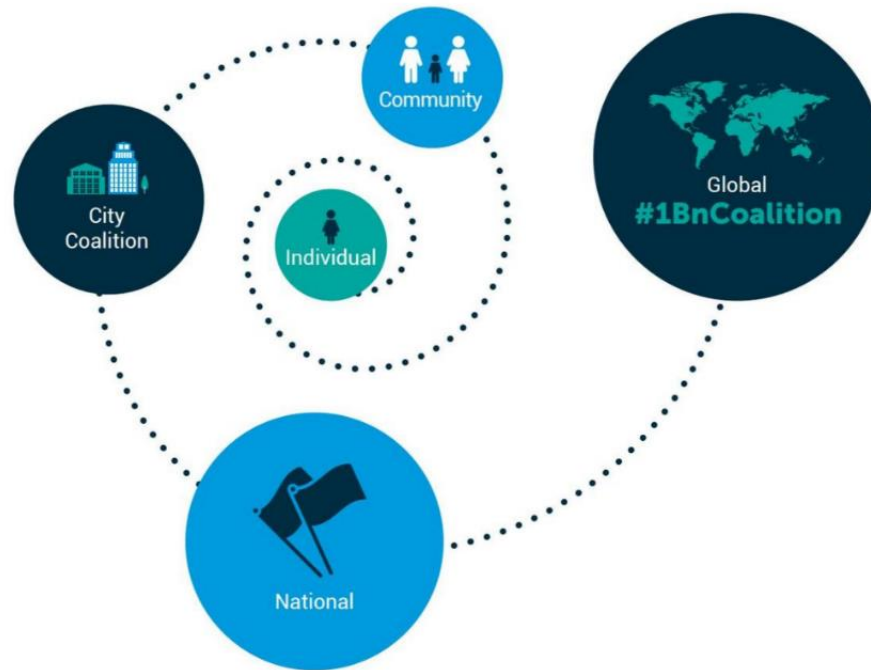 Community
City
Coalition
Individual
Global
#1BnCoalition
National